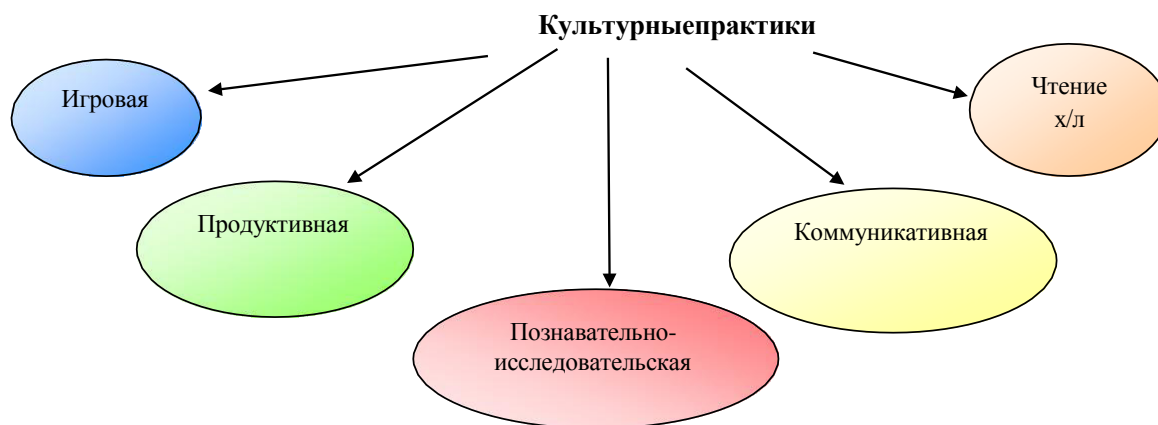 Культурныепрактики
Игровая
Чтение
х/л
Продуктивная
Коммуникативная
Познавательно-
исследовательская